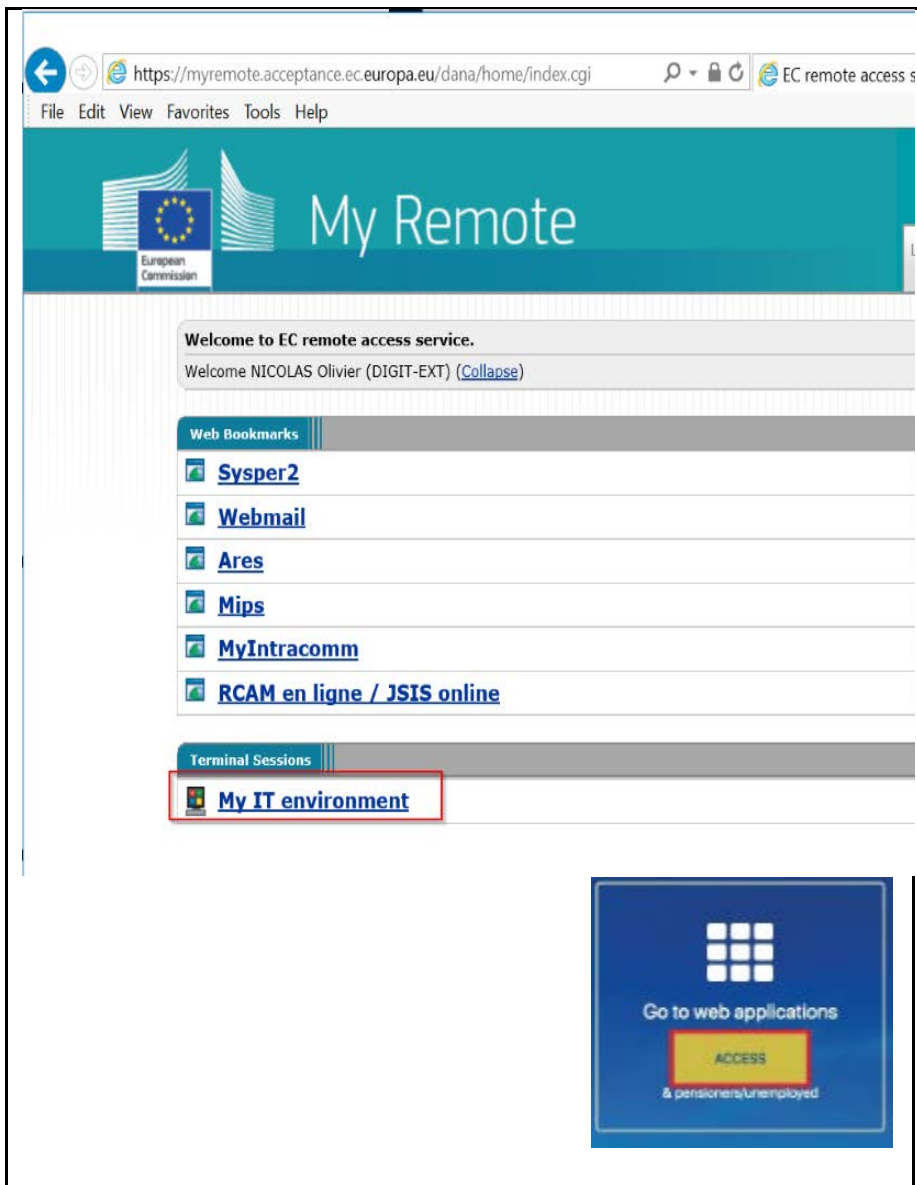 https://myremote.acceptance.ec.europa.eu/dana/home/index.cgi
EC remote access s
File Edit View Favorites Tools Help
European
Commission
My Remote
L
Welcome to EC remote access service.
Welcome NICOLAS Olivier (DIGIT-EXT) (Collapse)
Web Bookmarks
Sysper2
Webmail
Ares
Mips
MyIntracomm
RCAM en ligne / JSIS online
Terminal Sessions
My IT environment
Go to web applications
ACCESS
& pensioners/unemployed